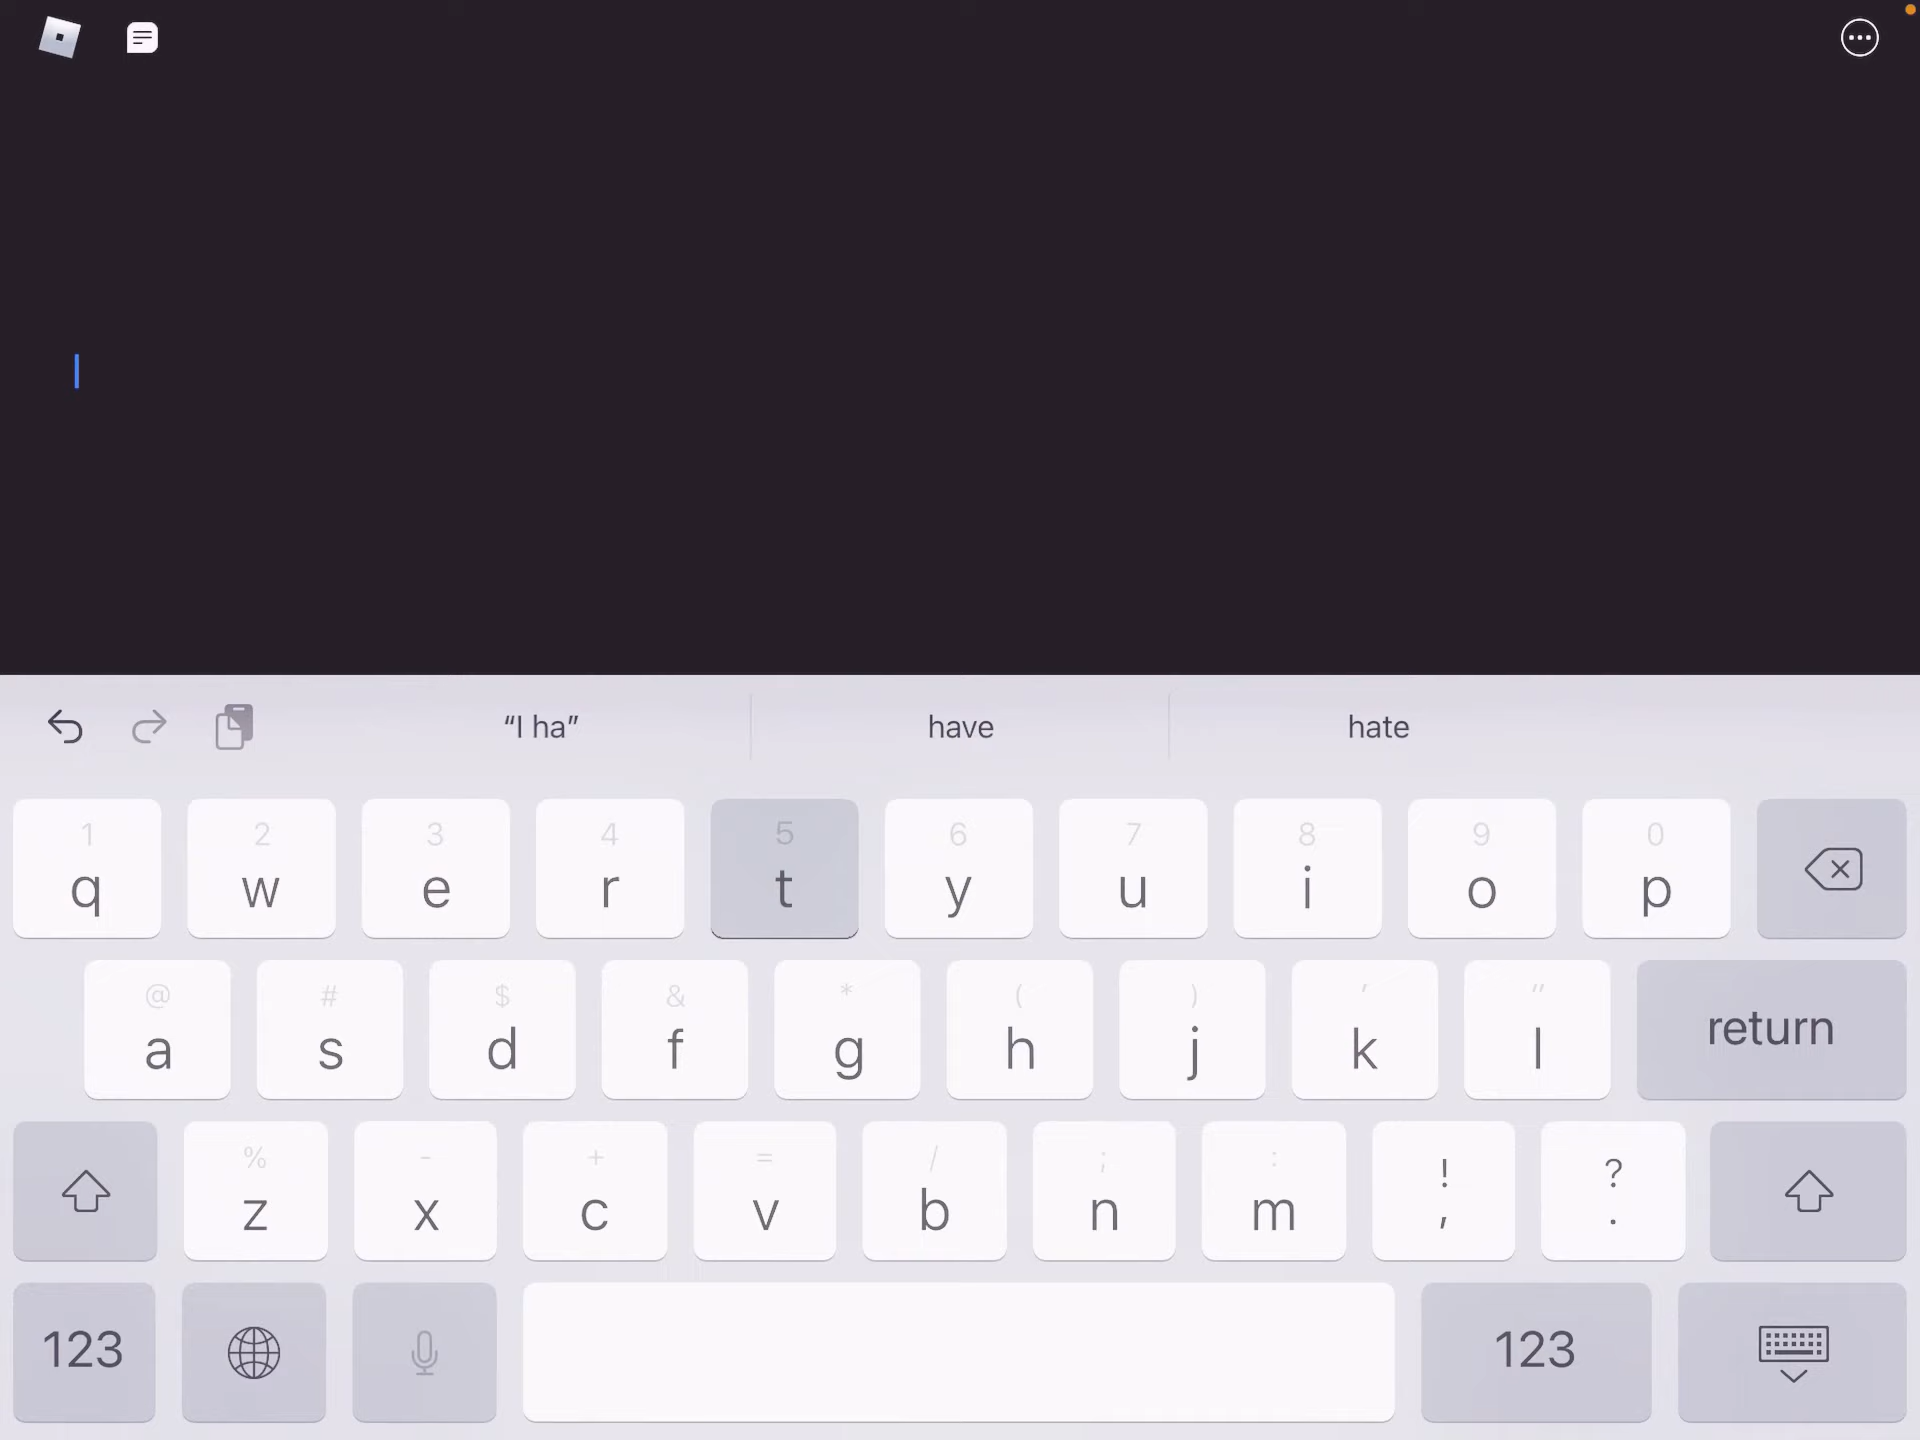 “I ha” have hate
1 2 3 4 5 6 7 8 9 0
q w e r t y u i o p
@ # $ & * ( ) ' "
a s d f g h j k l return
% - + = / ; : ! ?
z x c v b n m , .
123 123